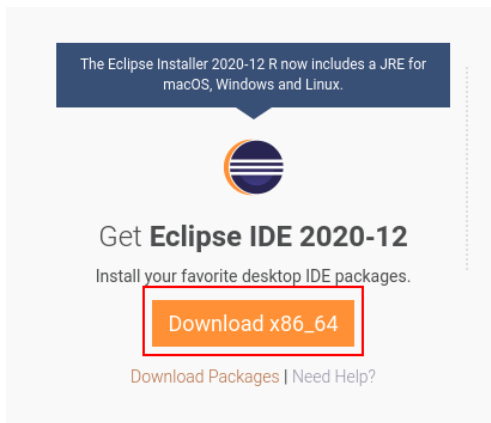 The Eclipse Installer 2020-12 R now includes a JRE for
macOS, Windows and Linux.
Get Eclipse IDE 2020-12
Install your favorite desktop IDE packages.
Download x86_64
Download Packages | Need Help?